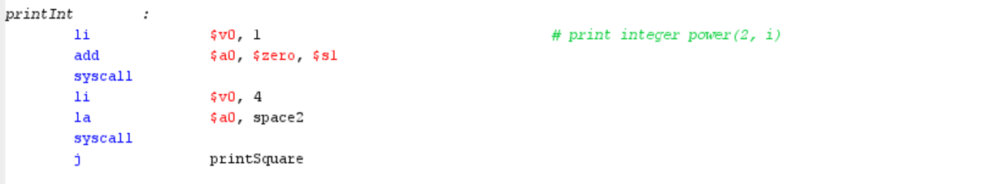 printInt :
li $v0, 1 # print integer power(2, i)
add $a0, $zero, $s1
syscall
li $v0, 4
la $a0, space2
syscall
j printSquare